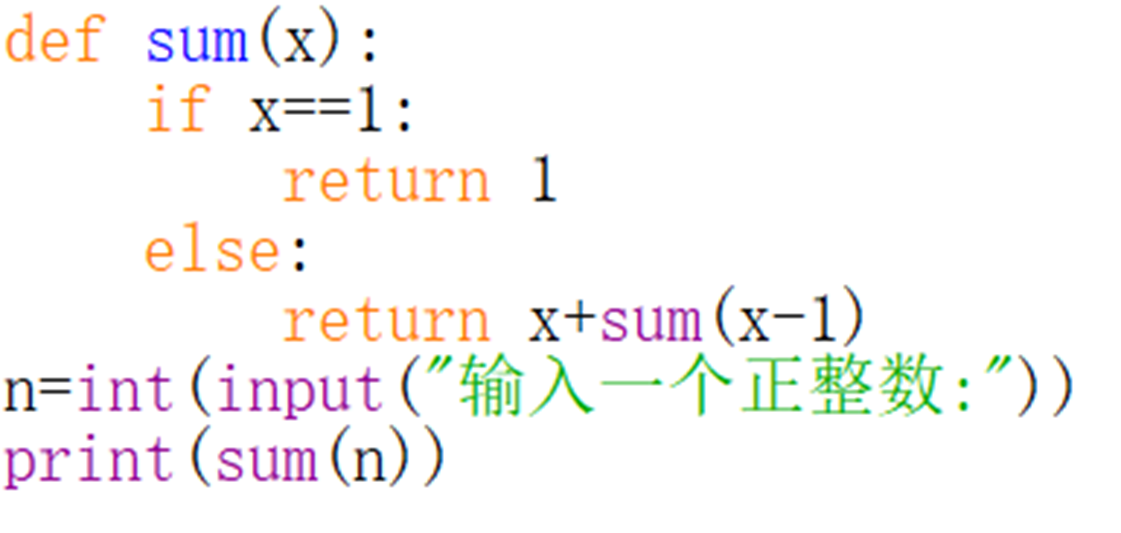 def sum(x):
    if x==1:
        return 1
    else:
        return x+sum(x-1)
n=int(input("输入一个正整数:"))
print(sum(n))